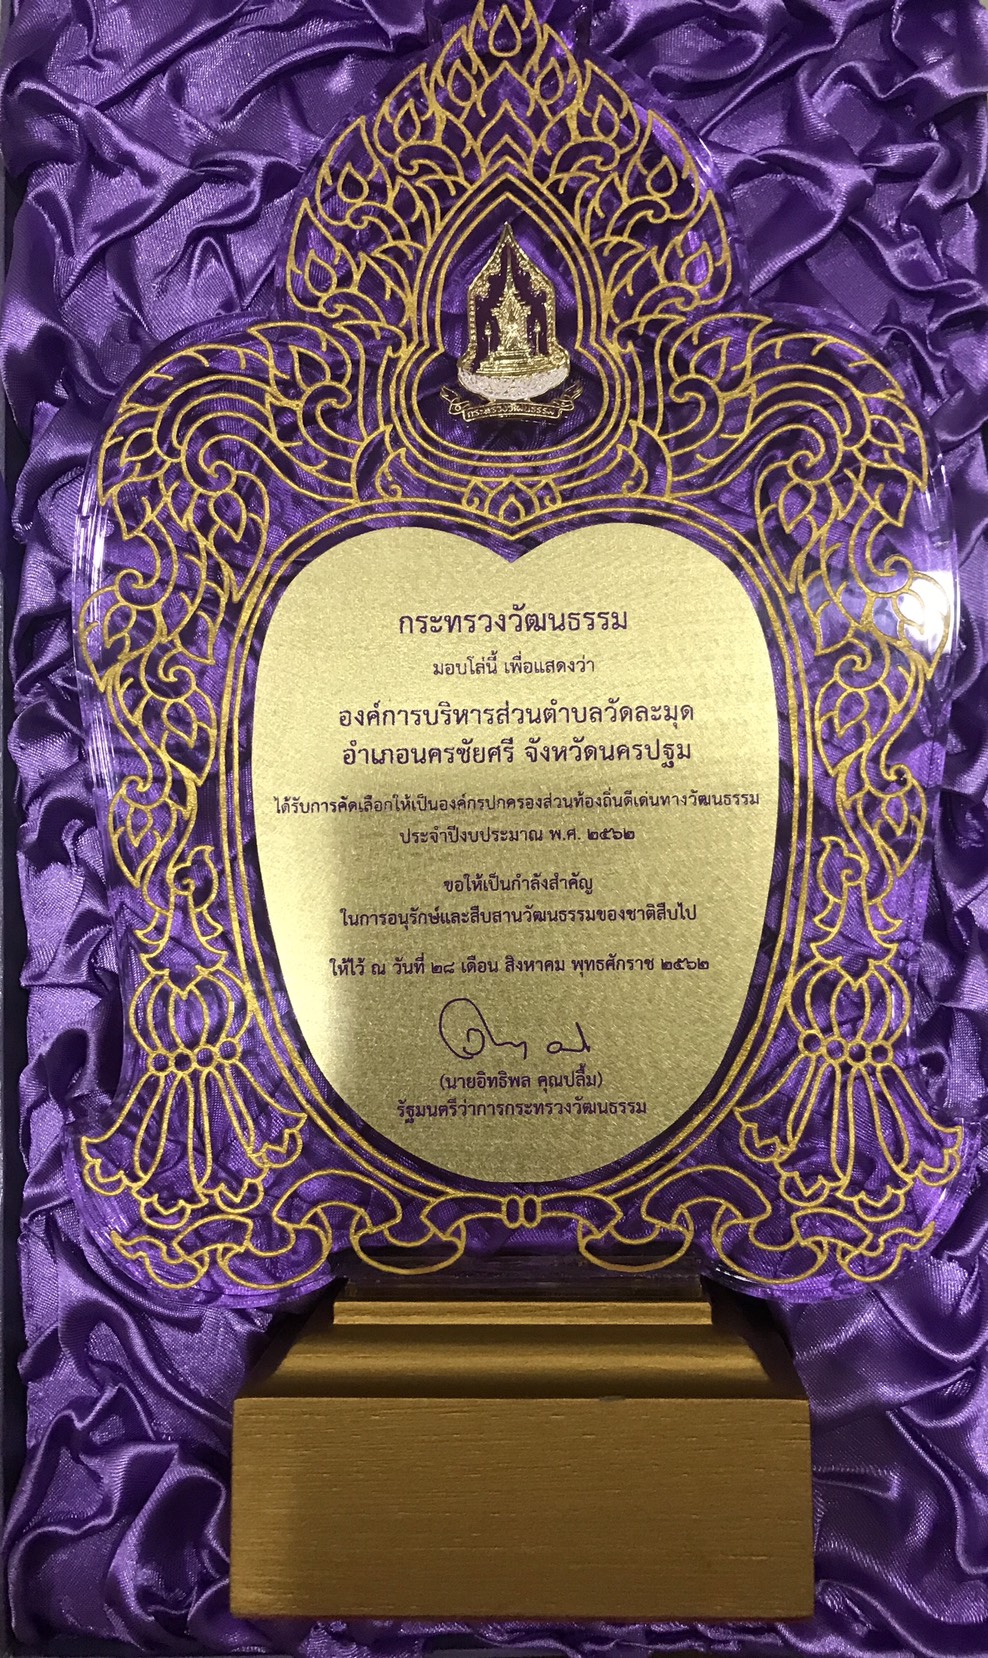 กระทรวงวัฒนธรรม
กระทรวงวัฒนธรรม
มอบโล่นี้ เพื่อแสดงว่า
องค์การบริหารส่วนตำบลวัดละมุด
อำเภอนครชัยศรี จังหวัดนครปฐม
ได้รับการคัดเลือกให้เป็นองค์กรปกครองส่วนท้องถิ่นดีเด่นทางวัฒนธรรม
ประจำปีงบประมาณ พ.ศ. ๒๕๖๒
ขอให้เป็นกำลังสำคัญ
ในการอนุรักษ์และสืบสานวัฒนธรรมของชาติสืบไป
ให้ไว้ ณ วันที่ ๒๘ เดือน สิงหาคม พุทธศักราช ๒๕๖๒
(นายอิทธิพล คุณปลื้ม)
รัฐมนตรีว่าการกระทรวงวัฒนธรรม